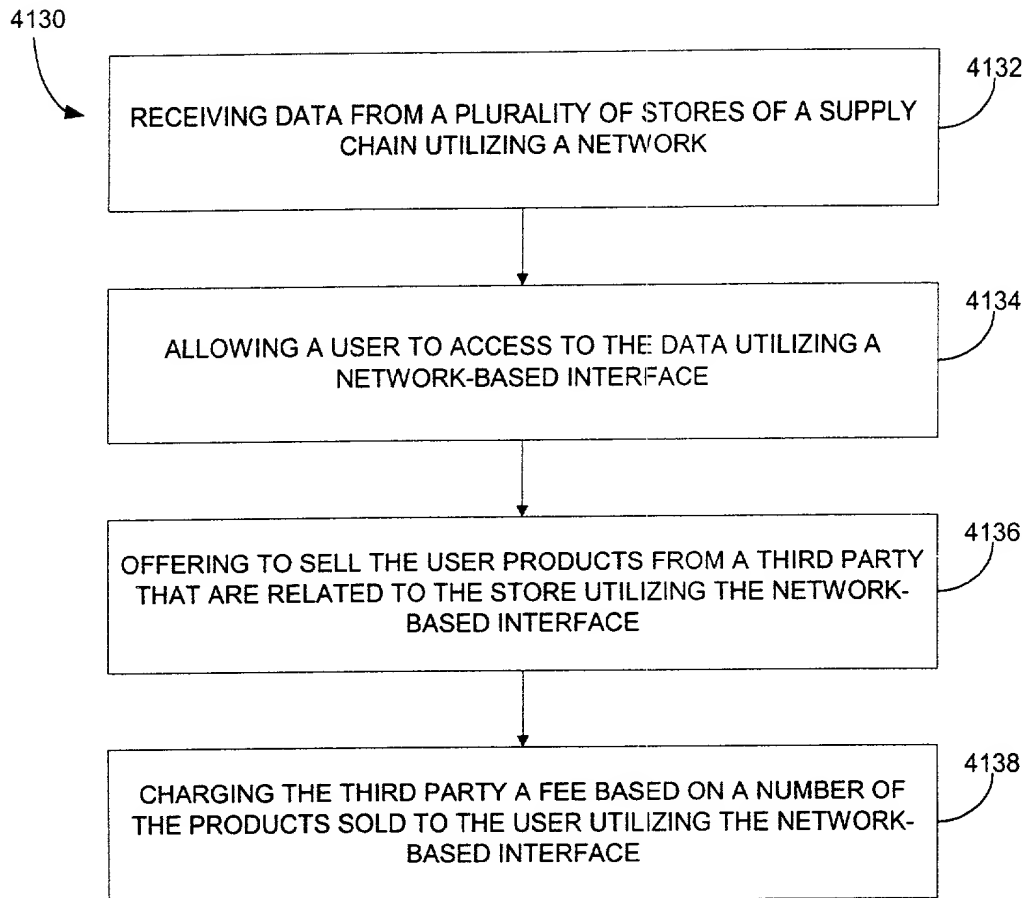 4130
4132
RECEIVING DATA FROM A PLURALITY OF STORES OF A SUPPLY
CHAIN UTILIZING A NETWORK
4134
ALLOWING A USER TO ACCESS TO THE DATA UTILIZING A
NETWORK-BASED INTERFACE
4136
OFFERING TO SELL THE USER PRODUCTS FROM A THIRD PARTY
THAT ARE RELATED TO THE STORE UTILIZING THE NETWORK-
BASED INTERFACE
4138
CHARGING THE THIRD PARTY A FEE BASED ON A NUMBER OF
THE PRODUCTS SOLD TO THE USER UTILIZING THE NETWORK-
BASED INTERFACE